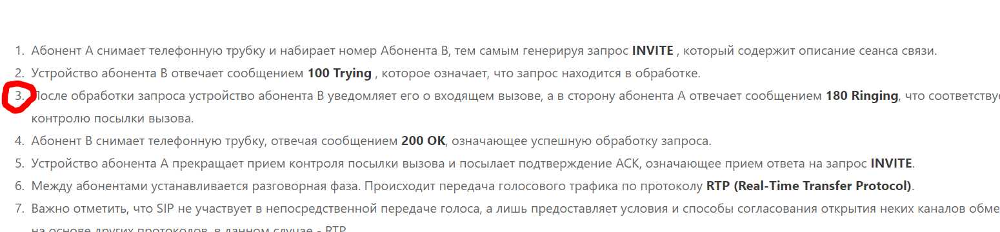 1. Абонент А снимает телефонную трубку и набирает номер Абонента В, тем самым генерируя запрос INVITE , который содержит описание сеанса связи.
2. Устройство абонента В отвечает сообщением 100 Trying , которое означает, что запрос находится в обработке.
3. После обработки запроса устройство абонента В уведомляет его о входящем вызове, а в сторону абонента А отвечает сообщением 180 Ringing, что соответствуе
контролю посылки вызова.
4. Абонент В снимает телефонную трубку, отвечая сообщением 200 OK, означающее успешную обработку запроса.
5. Устройство абонента А прекращает прием контроля посылки вызова и посылает подтверждение АСК, означающее прием ответа на запрос INVITE.
6. Между абонентами устанавливается разговорная фаза. Происходит передача голосового трафика по протоколу RTP (Real-Time Transfer Protocol).
7. Важно отметить, что SIP не участвует в непосредственной передаче голоса, а лишь предоставляет условия и способы согласования открытия неких каналов обме
на основе других протоколов, в данном случае - RTP.